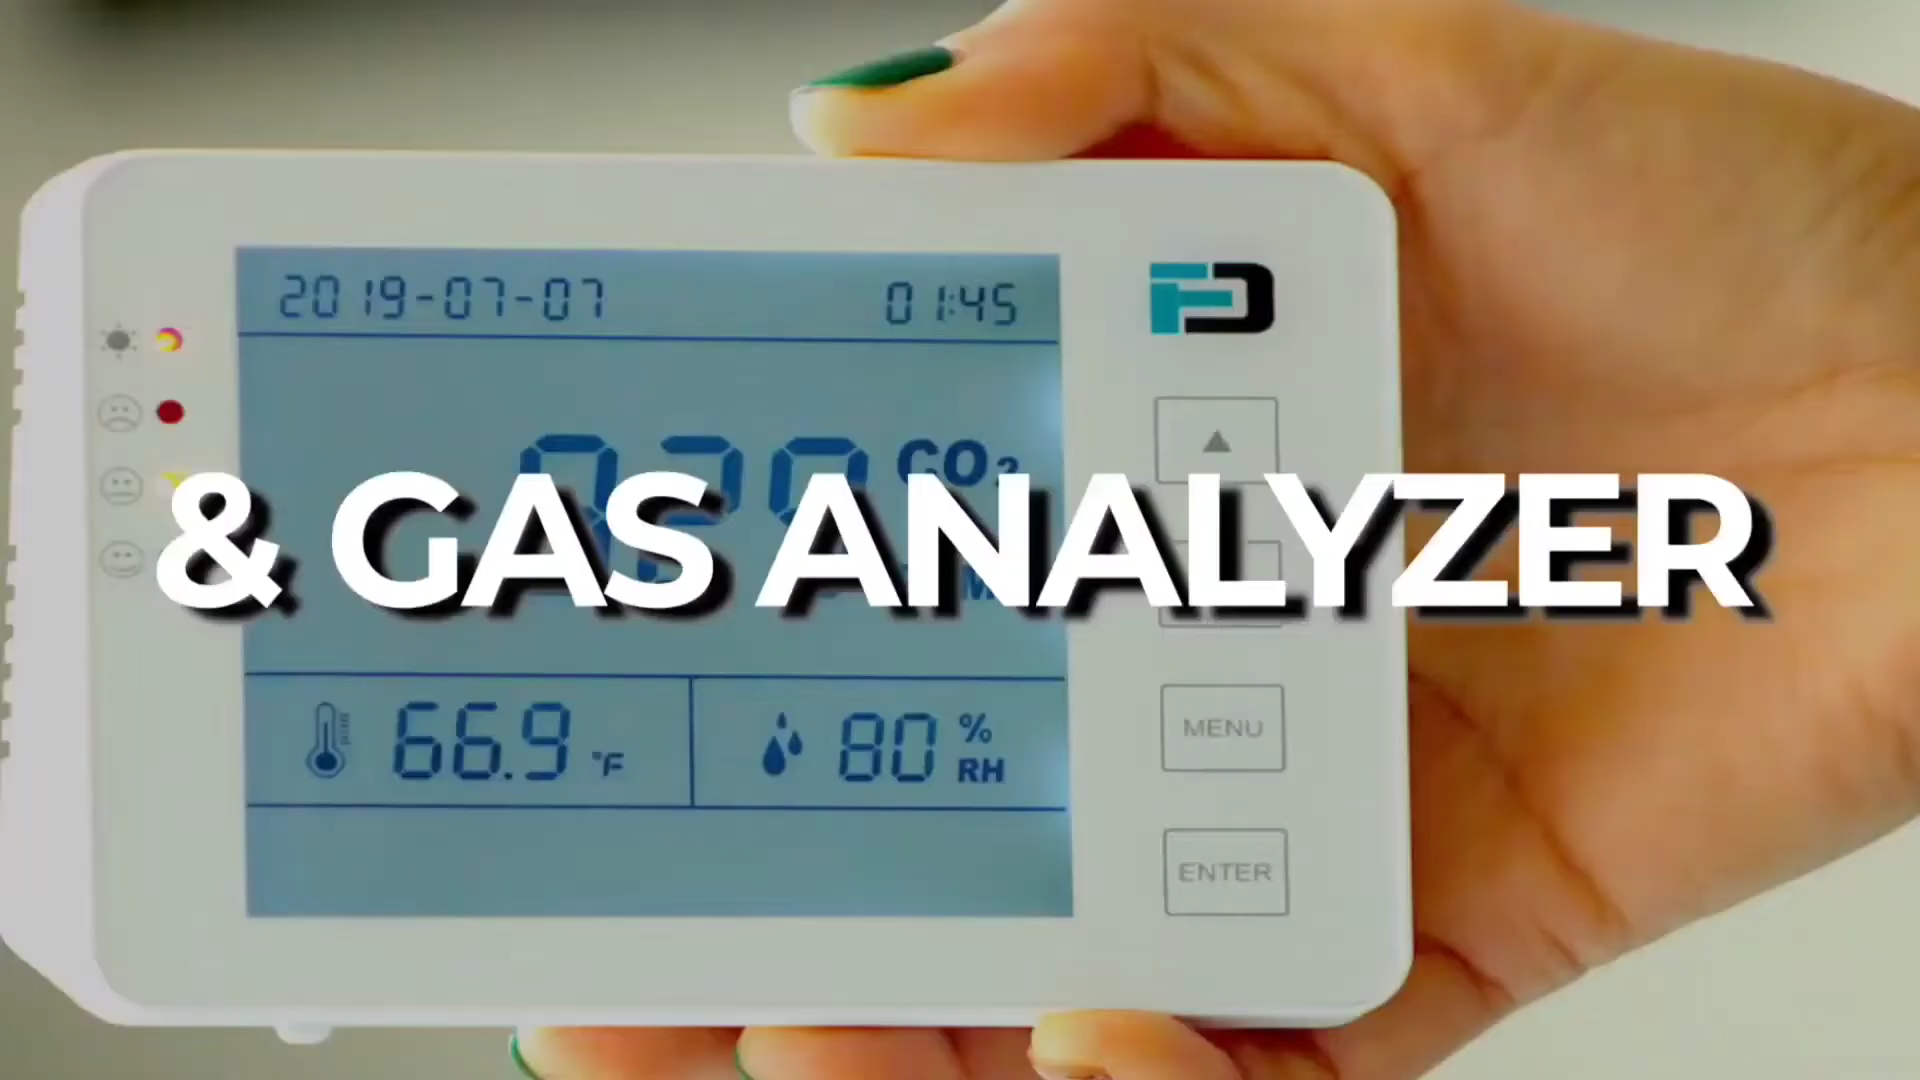 2019-07-07 01:45
CO₂
& GAS ANALYZER
66.9 °F 80 % RH
MENU
ENTER